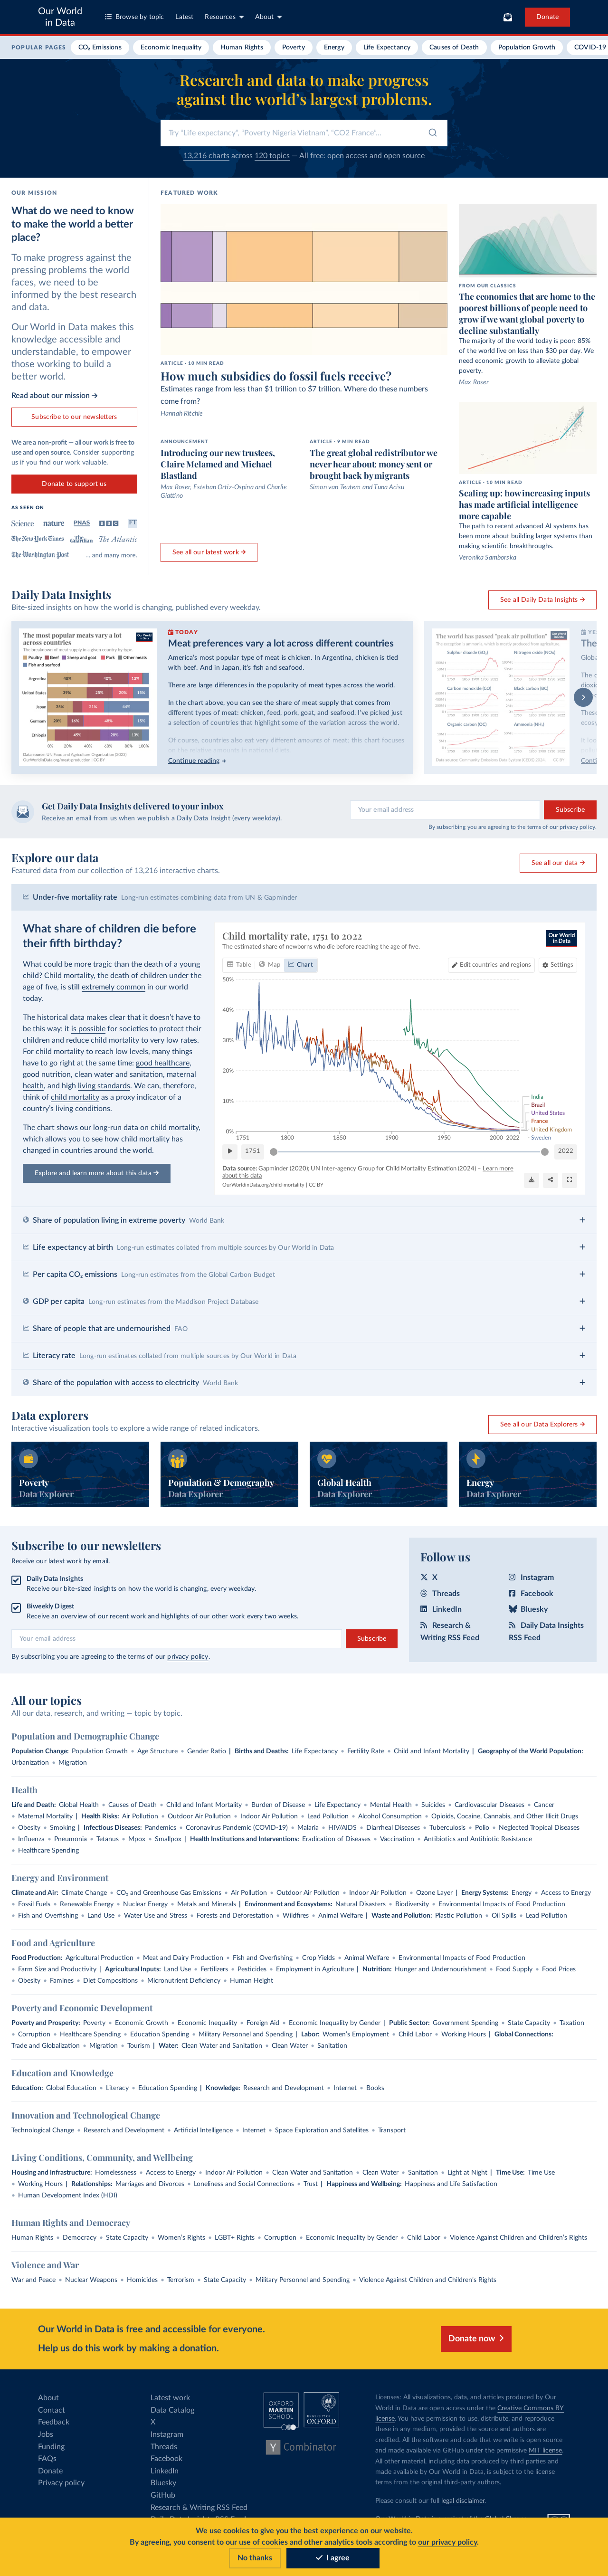 Our World
in Data
Browse by topic
Latest
Resources
About
Donate
POPULAR PAGES
CO₂ Emissions
Economic Inequality
Human Rights
Poverty
Energy
Life Expectancy
Causes of Death
Population Growth
COVID-19
Research and data to make progress
against the world's largest problems.
Try "Life expectancy", "Poverty Nigeria Vietnam", "CO2 France"...
13,216 charts across 120 topics — All free: open access and open source
OUR MISSION
What do we need to know
to make the world a better
place?
To make progress against the
pressing problems the world
faces, we need to be
informed by the best research
and data.
Our World in Data makes this
knowledge accessible and
understandable, to empower
those working to build a
better world.
Read about our mission →
Subscribe to our newsletters
We are a non-profit — all our work is free to
use and open source. Consider supporting
us if you find our work valuable.
Donate to support us
AS SEEN ON
Science
nature
PNAS
BBC
FT
The New York Times
The Guardian
The Atlantic
The Washington Post
... and many more.
FEATURED WORK
ARTICLE · 10 MIN READ
How much subsidies do fossil fuels receive?
Estimates range from less than $1 trillion to $7 trillion. Where do these numbers
come from?
Hannah Ritchie
ANNOUNCEMENT
Introducing our new trustees,
Claire Melamed and Michael
Blastland
Max Roser, Esteban Ortiz-Ospina and Charlie
Giattino
ARTICLE · 9 MIN READ
The great global redistributor we
never hear about: money sent or
brought back by migrants
Simon van Teutem and Tuna Acisu
See all our latest work →
FROM OUR CLASSICS
The economies that are home to the
poorest billions of people need to
grow if we want global poverty to
decline substantially
The majority of the world today is poor: 85%
of the world live on less than $30 per day. We
need economic growth to alleviate global
poverty.
Max Roser
ARTICLE · 10 MIN READ
Scaling up: how increasing inputs
has made artificial intelligence
more capable
The path to recent advanced AI systems has
been more about building larger systems than
making scientific breakthroughs.
Veronika Samborska
Daily Data Insights
Bite-sized insights on how the world is changing, published every weekday.
See all Daily Data Insights →
The most popular meats vary a lot
across countries
Poultry
Beef
Sheep and goat
Pork
Other meats
Fish and seafood
Argentina
United States
Japan
Germany
Ethiopia
0%
20%
40%
60%
80%
100%
TODAY
Meat preferences vary a lot across different countries
America's most popular type of meat is chicken. In Argentina, chicken is tied
with beef. And in Japan, it's fish and seafood.
There are large differences in the popularity of meat types across the world.
In the chart above, you can see the share of meat supply that comes from
different types of meat: chicken, feed, pork, goat, and seafood. I've picked just
a selection of countries that highlight some of the variation across the world.
Of course, countries also eat very different amounts of meat; this chart focuses
Continue reading →
The world has passed "peak air pollution"
Sulphur dioxide (SO₂)
Nitrogen oxide (NOx)
Carbon monoxide (CO)
Black carbon (BC)
Organic carbon (OC)
Ammonia (NH₃)
YE
The
Globa
The c
dioxi
These
ecosy
Conti
Get Daily Data Insights delivered to your inbox
Receive an email from us when we publish a Daily Data Insight (every weekday).
Your email address
Subscribe
By subscribing you are agreeing to the terms of our privacy policy.
Explore our data
Featured data from our collection of 13,216 interactive charts.
See all our data →
Under-five mortality rate Long-run estimates combining data from UN & Gapminder
What share of children die before
their fifth birthday?
What could be more tragic than the death of a young
child? Child mortality, the death of children under the
age of five, is still extremely common in our world
today.
The historical data makes clear that it doesn't have to
be this way: it is possible for societies to protect their
children and reduce child mortality to very low rates.
For child mortality to reach low levels, many things
have to go right at the same time: good healthcare,
good nutrition, clean water and sanitation, maternal
health, and high living standards. We can, therefore,
think of child mortality as a proxy indicator of a
country's living conditions.
The chart shows our long-run data on child mortality,
which allows you to see how child mortality has
changed in countries around the world.
Explore and learn more about this data →
Child mortality rate, 1751 to 2022
The estimated share of newborns who die before reaching the age of five.
Our World
in Data
Table
Map
Chart
Edit countries and regions
Settings
50%
40%
30%
20%
10%
0%
1751
1800
1850
1900
1950
2000
2022
India
Brazil
United States
France
United Kingdom
Sweden
1751
2022
Data source: Gapminder (2020); UN Inter-agency Group for Child Mortality Estimation (2024) – Learn more
about this data
OurWorldinData.org/child-mortality | CC BY
Share of population living in extreme poverty World Bank
Life expectancy at birth Long-run estimates collated from multiple sources by Our World in Data
Per capita CO₂ emissions Long-run estimates from the Global Carbon Budget
GDP per capita Long-run estimates from the Maddison Project Database
Share of people that are undernourished FAO
Literacy rate Long-run estimates collated from multiple sources by Our World in Data
Share of the population with access to electricity World Bank
Data explorers
Interactive visualization tools to explore a wide range of related indicators.
See all our Data Explorers →
Poverty
Data Explorer
Population & Demography
Data Explorer
Global Health
Data Explorer
Energy
Data Explorer
Subscribe to our newsletters
Receive our latest work by email.
Daily Data Insights
Receive our bite-sized insights on how the world is changing, every weekday.
Biweekly Digest
Receive an overview of our recent work and highlights of our other work every two weeks.
Your email address
Subscribe
By subscribing you are agreeing to the terms of our privacy policy.
Follow us
X
Instagram
Threads
Facebook
LinkedIn
Bluesky
Research &
Writing RSS Feed
Daily Data Insights
RSS Feed
All our topics
All our data, research, and writing — topic by topic.
Population and Demographic Change
Population Change: Population Growth • Age Structure • Gender Ratio | Births and Deaths: Life Expectancy • Fertility Rate • Child and Infant Mortality | Geography of the World Population:
Urbanization • Migration
Health
Life and Death: Global Health • Causes of Death • Child and Infant Mortality • Burden of Disease • Life Expectancy • Mental Health • Suicides • Cardiovascular Diseases • Cancer
• Maternal Mortality | Health Risks: Air Pollution • Outdoor Air Pollution • Indoor Air Pollution • Lead Pollution • Alcohol Consumption • Opioids, Cocaine, Cannabis, and Other Illicit Drugs
• Obesity • Smoking | Infectious Diseases: Pandemics • Coronavirus Pandemic (COVID-19) • Malaria • HIV/AIDS • Diarrheal Diseases • Tuberculosis • Polio • Neglected Tropical Diseases
• Influenza • Pneumonia • Tetanus • Mpox • Smallpox | Health Institutions and Interventions: Eradication of Diseases • Vaccination • Antibiotics and Antibiotic Resistance
• Healthcare Spending
Energy and Environment
Climate and Air: Climate Change • CO₂ and Greenhouse Gas Emissions • Air Pollution • Outdoor Air Pollution • Indoor Air Pollution • Ozone Layer | Energy Systems: Energy • Access to Energy
• Fossil Fuels • Renewable Energy • Nuclear Energy • Metals and Minerals | Environment and Ecosystems: Natural Disasters • Biodiversity • Environmental Impacts of Food Production
• Fish and Overfishing • Land Use • Water Use and Stress • Forests and Deforestation • Wildfires • Animal Welfare | Waste and Pollution: Plastic Pollution • Oil Spills • Lead Pollution
Food and Agriculture
Food Production: Agricultural Production • Meat and Dairy Production • Fish and Overfishing • Crop Yields • Animal Welfare • Environmental Impacts of Food Production
• Farm Size and Productivity | Agricultural Inputs: Land Use • Fertilizers • Pesticides • Employment in Agriculture | Nutrition: Hunger and Undernourishment • Food Supply • Food Prices
• Obesity • Famines • Diet Compositions • Micronutrient Deficiency • Human Height
Poverty and Economic Development
Poverty and Prosperity: Poverty • Economic Growth • Economic Inequality • Foreign Aid • Economic Inequality by Gender | Public Sector: Government Spending • State Capacity • Taxation
• Corruption • Healthcare Spending • Education Spending • Military Personnel and Spending | Labor: Women's Employment • Child Labor • Working Hours | Global Connections:
Trade and Globalization • Migration • Tourism | Water: Clean Water and Sanitation • Clean Water • Sanitation
Education and Knowledge
Education: Global Education • Literacy • Education Spending | Knowledge: Research and Development • Internet • Books
Innovation and Technological Change
Technological Change • Research and Development • Artificial Intelligence • Internet • Space Exploration and Satellites • Transport
Living Conditions, Community, and Wellbeing
Housing and Infrastructure: Homelessness • Access to Energy • Indoor Air Pollution • Clean Water and Sanitation • Clean Water • Sanitation • Light at Night | Time Use: Time Use
• Working Hours | Relationships: Marriages and Divorces • Loneliness and Social Connections • Trust | Happiness and Wellbeing: Happiness and Life Satisfaction
• Human Development Index (HDI)
Human Rights and Democracy
Human Rights • Democracy • State Capacity • Women's Rights • LGBT+ Rights • Corruption • Economic Inequality by Gender • Child Labor • Violence Against Children and Children's Rights
Violence and War
War and Peace • Nuclear Weapons • Homicides • Terrorism • State Capacity • Military Personnel and Spending • Violence Against Children and Children's Rights
Our World in Data is free and accessible for everyone.
Help us do this work by making a donation.
Donate now
About
Contact
Feedback
Jobs
Funding
FAQs
Donate
Privacy policy
Latest work
Data Catalog
X
Instagram
Threads
Facebook
LinkedIn
Bluesky
GitHub
Research & Writing RSS Feed
OXFORD
MARTIN
SCHOOL
UNIVERSITY OF
OXFORD
Y Combinator
Licenses: All visualizations, data, and articles produced by Our
World in Data are open access under the Creative Commons BY
license. You have permission to use, distribute, and reproduce
these in any medium, provided the source and authors are
credited. All the software and code that we write is open source
and made available via GitHub under the permissive MIT license.
All other material, including data produced by third parties and
made available by Our World in Data, is subject to the license
terms from the original third-party authors.
Please consult our full legal disclaimer.
We use cookies to give you the best experience on our website.
By agreeing, you consent to our use of cookies and other analytics tools according to our privacy policy.
No thanks
I agree